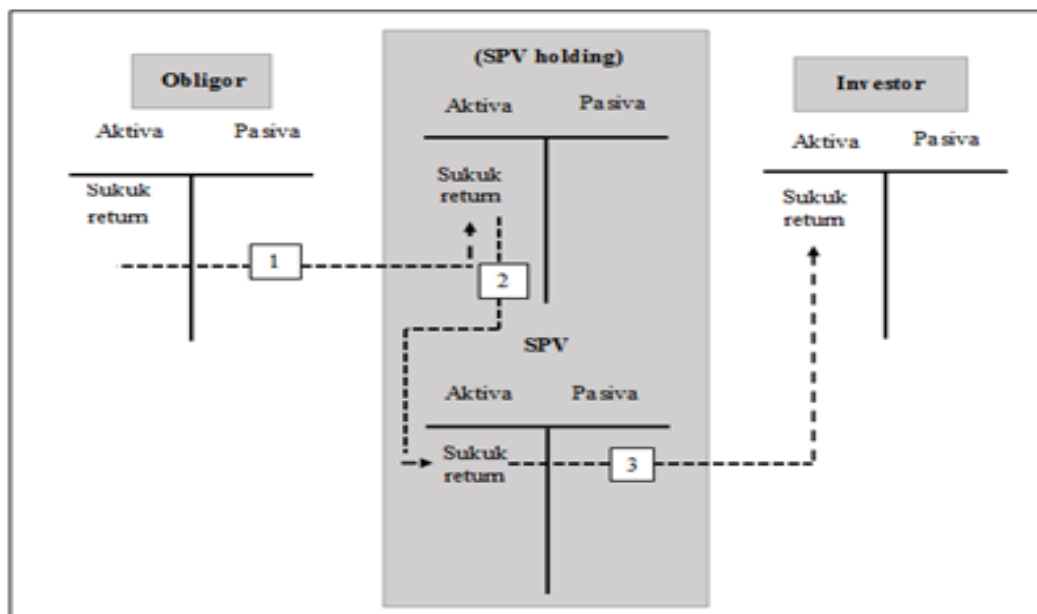 Obligor
Aktiva Pasiva
Sukuk
return
1
(SPV holding)
Aktiva Pasiva
Sukuk
return
2
SPV
Aktiva Pasiva
Sukuk
return
3
Investor
Aktiva Pasiva
Sukuk
return